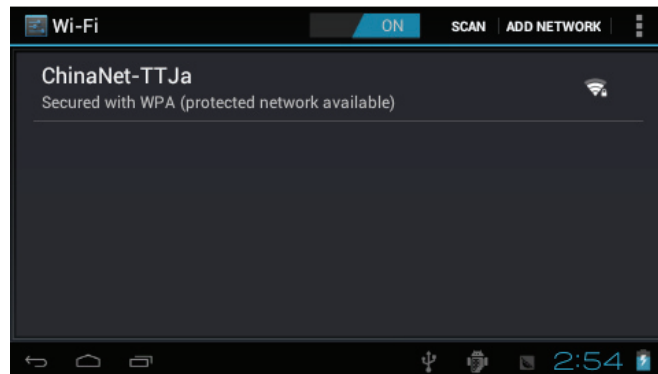 Wi-Fi ON SCAN ADD NETWORK
ChinaNet-TTJa
Secured with WPA (protected network available)
2:54